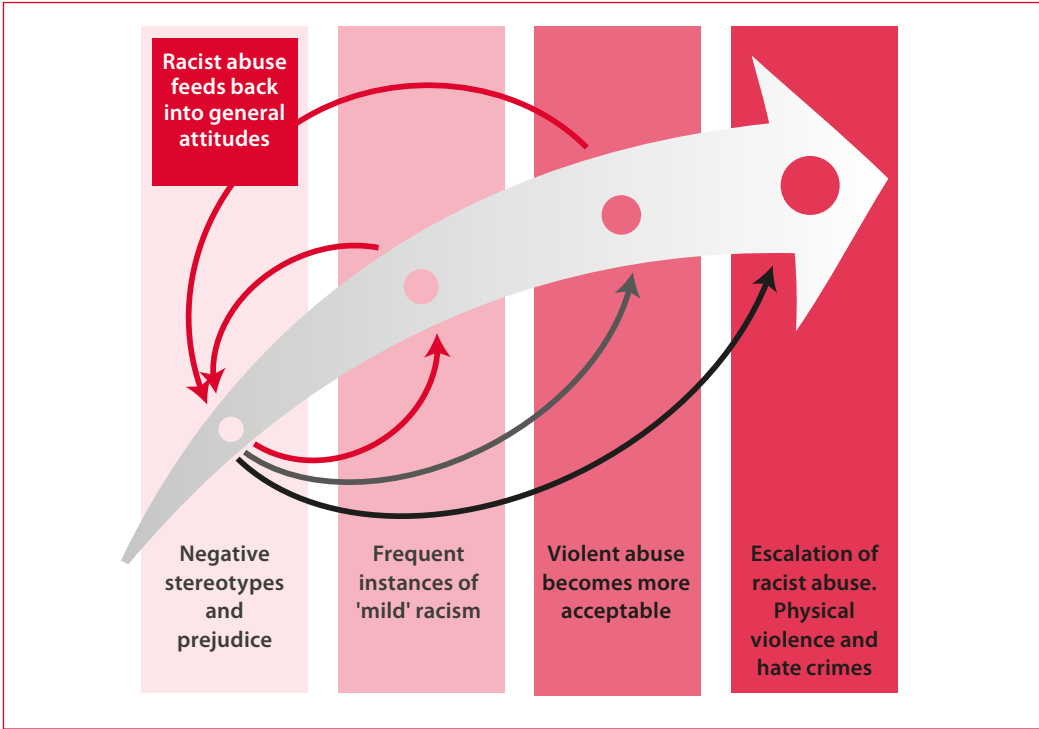 Racist abuse
feeds back
into general
attitudes
Negative
stereotypes
and
prejudice
Frequent
instances of
'mild' racism
Violent abuse
becomes more
acceptable
Escalation of
racist abuse.
Physical
violence and
hate crimes